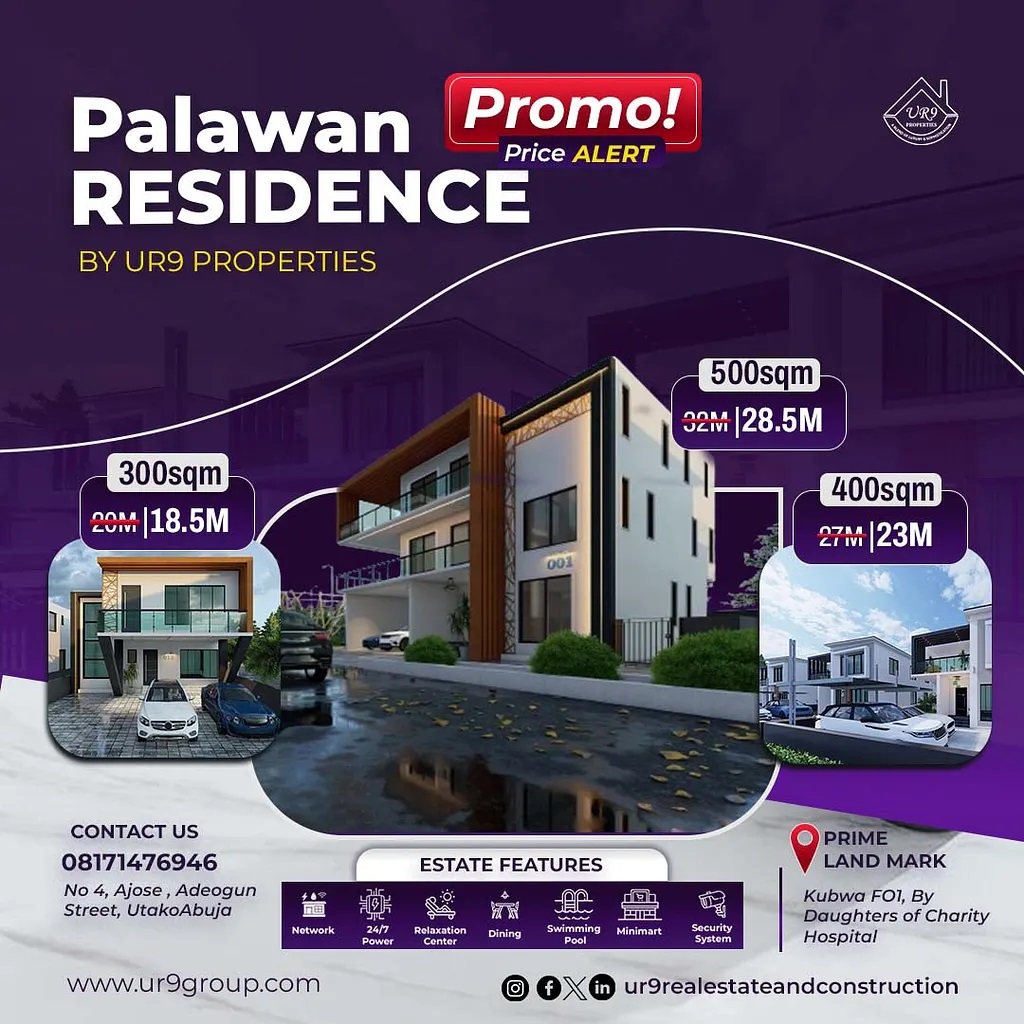 Palawan
RESIDENCE
BY UR9 PROPERTIES
Promo!
Price ALERT
UR9
PROPERTIES
500sqm
32M|28.5M
300sqm
20M|18.5M
400sqm
27M|23M
001
CONTACT US
08171476946
No 4, Ajose , Adeogun
Street, UtakoAbuja
ESTATE FEATURES
Network
24/7
Power
Relaxation
Center
Dining
Swimming
Pool
Minimart
Security
System
PRIME
LAND MARK
Kubwa FO1, By
Daughters of Charity
Hospital
www.ur9group.com
ur9realestateandconstruction